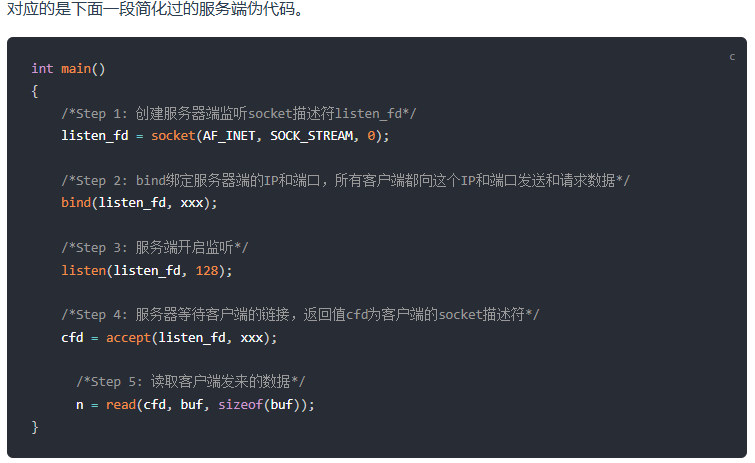 对应的是下面一段简化过的服务端伪代码。
c
int main()
{
/*Step 1: 创建服务器端监听socket描述符listen_fd*/
listen_fd = socket(AF_INET, SOCK_STREAM, 0);
/*Step 2: bind绑定服务器端的IP和端口，所有客户端都向这个IP和端口发送和请求数据*/
bind(listen_fd, xxx);
/*Step 3: 服务端开启监听*/
listen(listen_fd, 128);
/*Step 4: 服务器等待客户端的链接，返回值cfd为客户端的socket描述符*/
cfd = accept(listen_fd, xxx);
/*Step 5: 读取客户端发来的数据*/
n = read(cfd, buf, sizeof(buf));
}